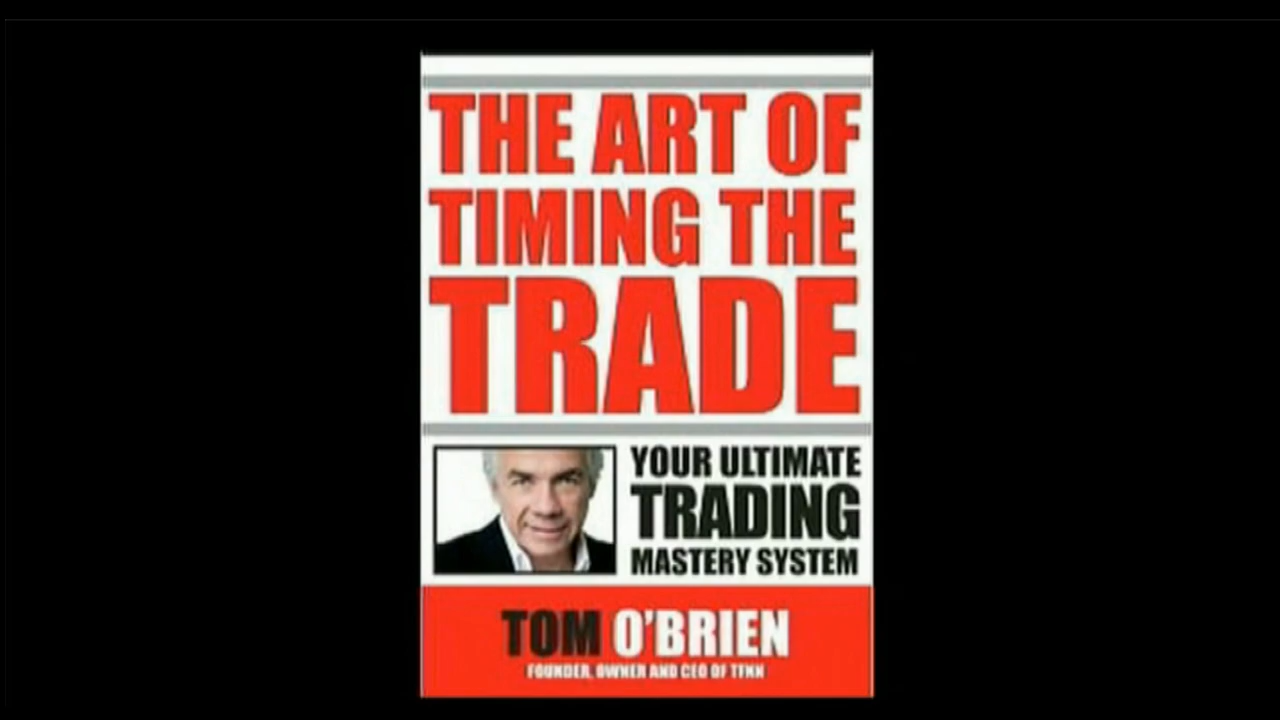 THE ART OF
TIMING THE
TRADE
YOUR ULTIMATE
TRADING
MASTERY SYSTEM
TOM O'BRIEN
FOUNDER, OWNER AND CEO OF TFNN